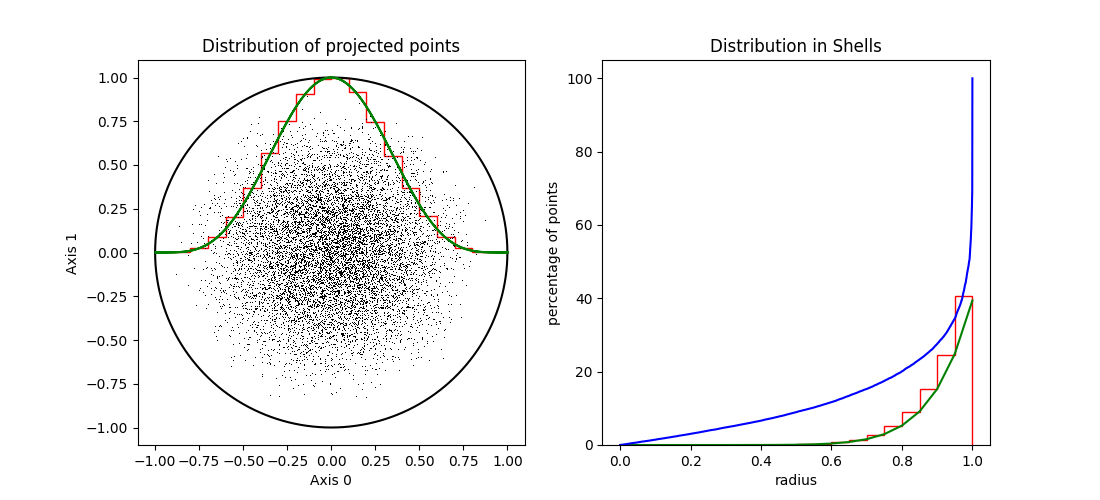 Distribution of projected points
1.00
0.75
0.50
0.25
0.00
−0.25
−0.50
−0.75
−1.00
Axis 1
−1.00 −0.75 −0.50 −0.25 0.00 0.25 0.50 0.75 1.00
Axis 0
Distribution in Shells
100
80
60
40
20
0
percentage of points
0.0 0.2 0.4 0.6 0.8 1.0
radius